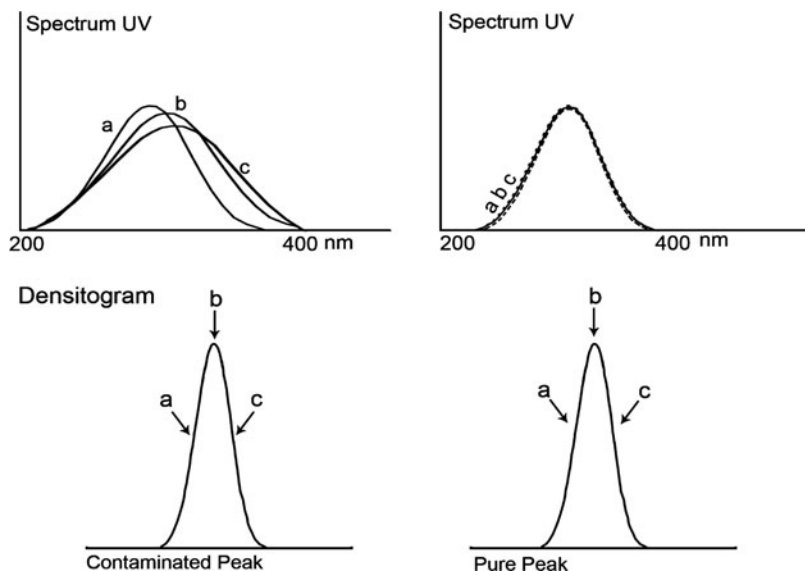 Spectrum UV
a
b
c
200
400 nm
Spectrum UV
a b c
200
400 nm
Densitogram
b
a
c
Contaminated Peak
b
a
c
Pure Peak